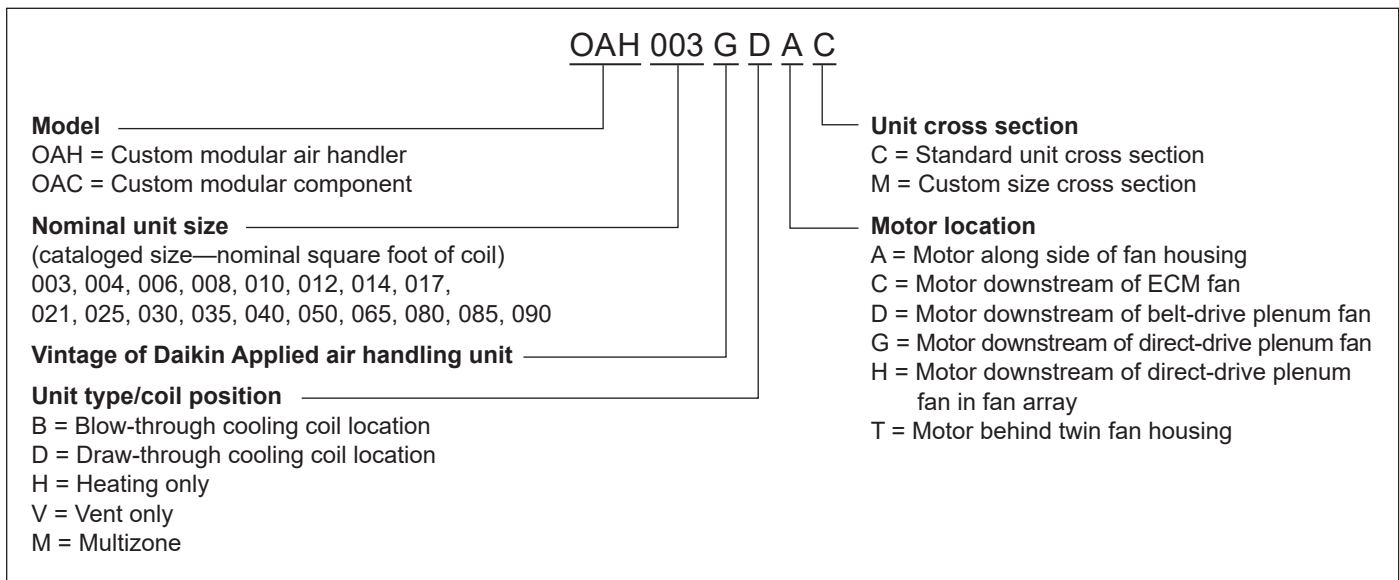 OAH 003 G D A C
Model
OAH = Custom modular air handler
OAC = Custom modular component
Nominal unit size
(cataloged size—nominal square foot of coil)
003, 004, 006, 008, 010, 012, 014, 017,
021, 025, 030, 035, 040, 050, 065, 080, 085, 090
Vintage of Daikin Applied air handling unit
Unit type/coil position
B = Blow-through cooling coil location
D = Draw-through cooling coil location
H = Heating only
V = Vent only
M = Multizone
Unit cross section
C = Standard unit cross section
M = Custom size cross section
Motor location
A = Motor along side of fan housing
C = Motor downstream of ECM fan
D = Motor downstream of belt-drive plenum fan
G = Motor downstream of direct-drive plenum fan
H = Motor downstream of direct-drive plenum
fan in fan array
T = Motor behind twin fan housing